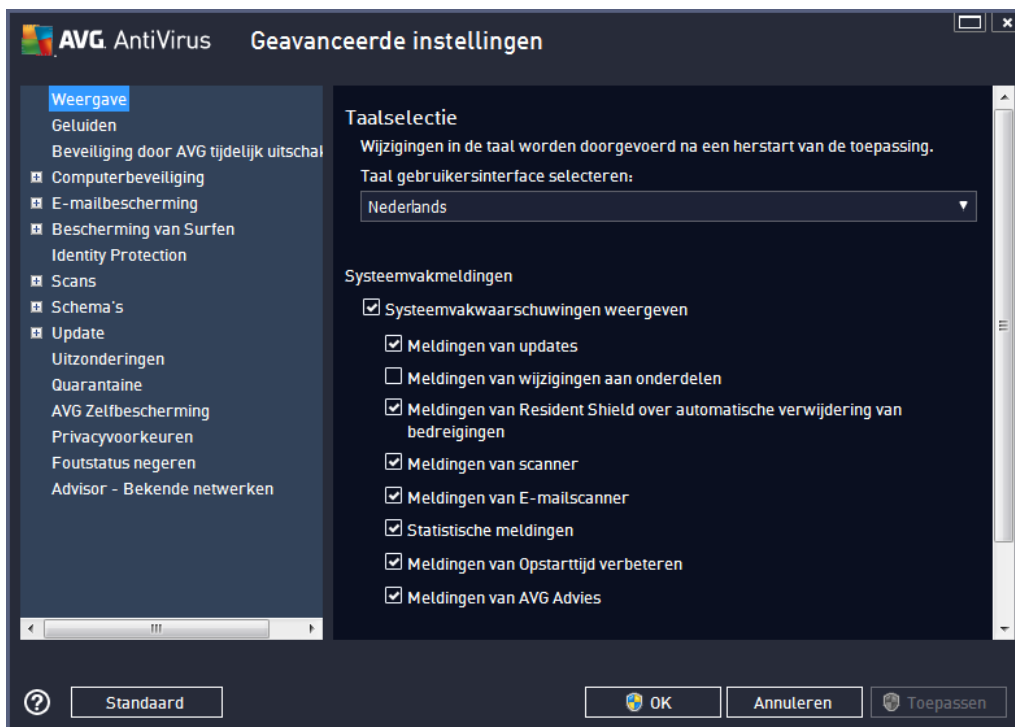 AVG AntiVirus Geavanceerde instellingen
Weergave
Geluiden
Beveiliging door AVG tijdelijk uitschal
Computerbeveiliging
E-mailbescherming
Bescherming van Surfen
Identity Protection
Scans
Schema's
Update
Uitzonderingen
Quarantaine
AVG Zelfbescherming
Privacyvoorkeuren
Foutstatus negeren
Advisor - Bekende netwerken
Taalselectie
Wijzigingen in de taal worden doorgevoerd na een herstart van de toepassing.
Taal gebruikersinterface selecteren:
Nederlands
Systeemvakmeldingen
Systeemvakwaarschuwingen weergeven
Meldingen van updates
Meldingen van wijzigingen aan onderdelen
Meldingen van Resident Shield over automatische verwijdering van
bedreigingen
Meldingen van scanner
Meldingen van E-mailscanner
Statistische meldingen
Meldingen van Opstarttijd verbeteren
Meldingen van AVG Advies
? Standaard OK Annuleren Toepassen